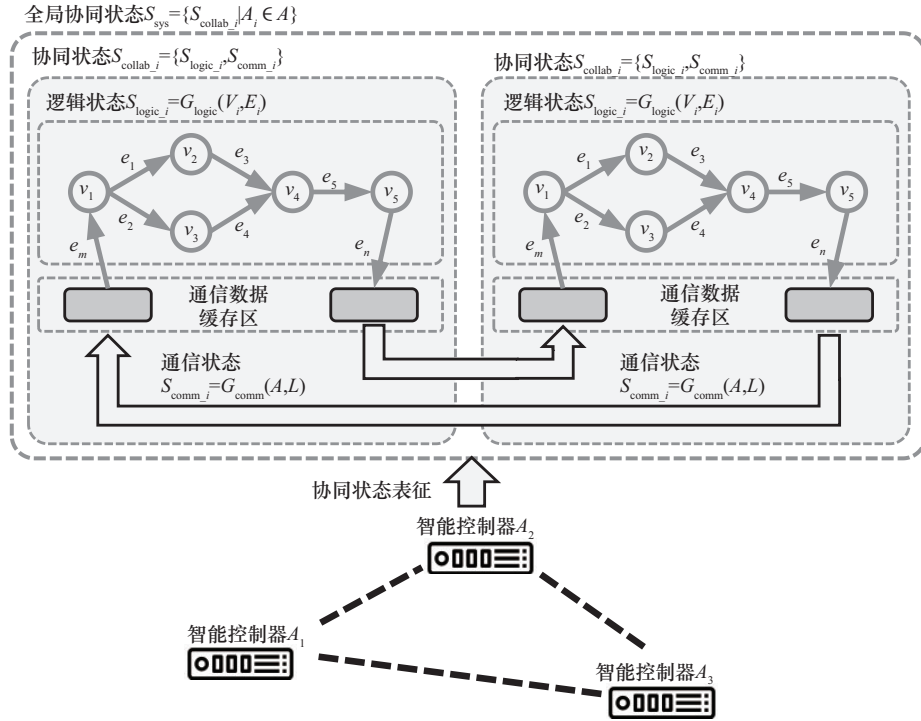 全局协同状态S_sys={S_collab_i|A_i∈A}
协同状态S_collab_i={S_logic_i,S_comm_i}
逻辑状态S_logic_i=G_logic(V_i,E_i)
v_1
v_2
v_3
v_4
v_5
e_1
e_2
e_3
e_4
e_5
e_m
e_n
通信数据
缓存区
通信状态
S_comm_i=G_comm(A,L)
协同状态S_collab_i={S_logic_i,S_comm_i}
逻辑状态S_logic_i=G_logic(V_i,E_i)
v_1
v_2
v_3
v_4
v_5
e_1
e_2
e_3
e_4
e_5
e_m
e_n
通信数据
缓存区
通信状态
S_comm_i=G_comm(A,L)
协同状态表征
智能控制器A_2
智能控制器A_1
智能控制器A_3